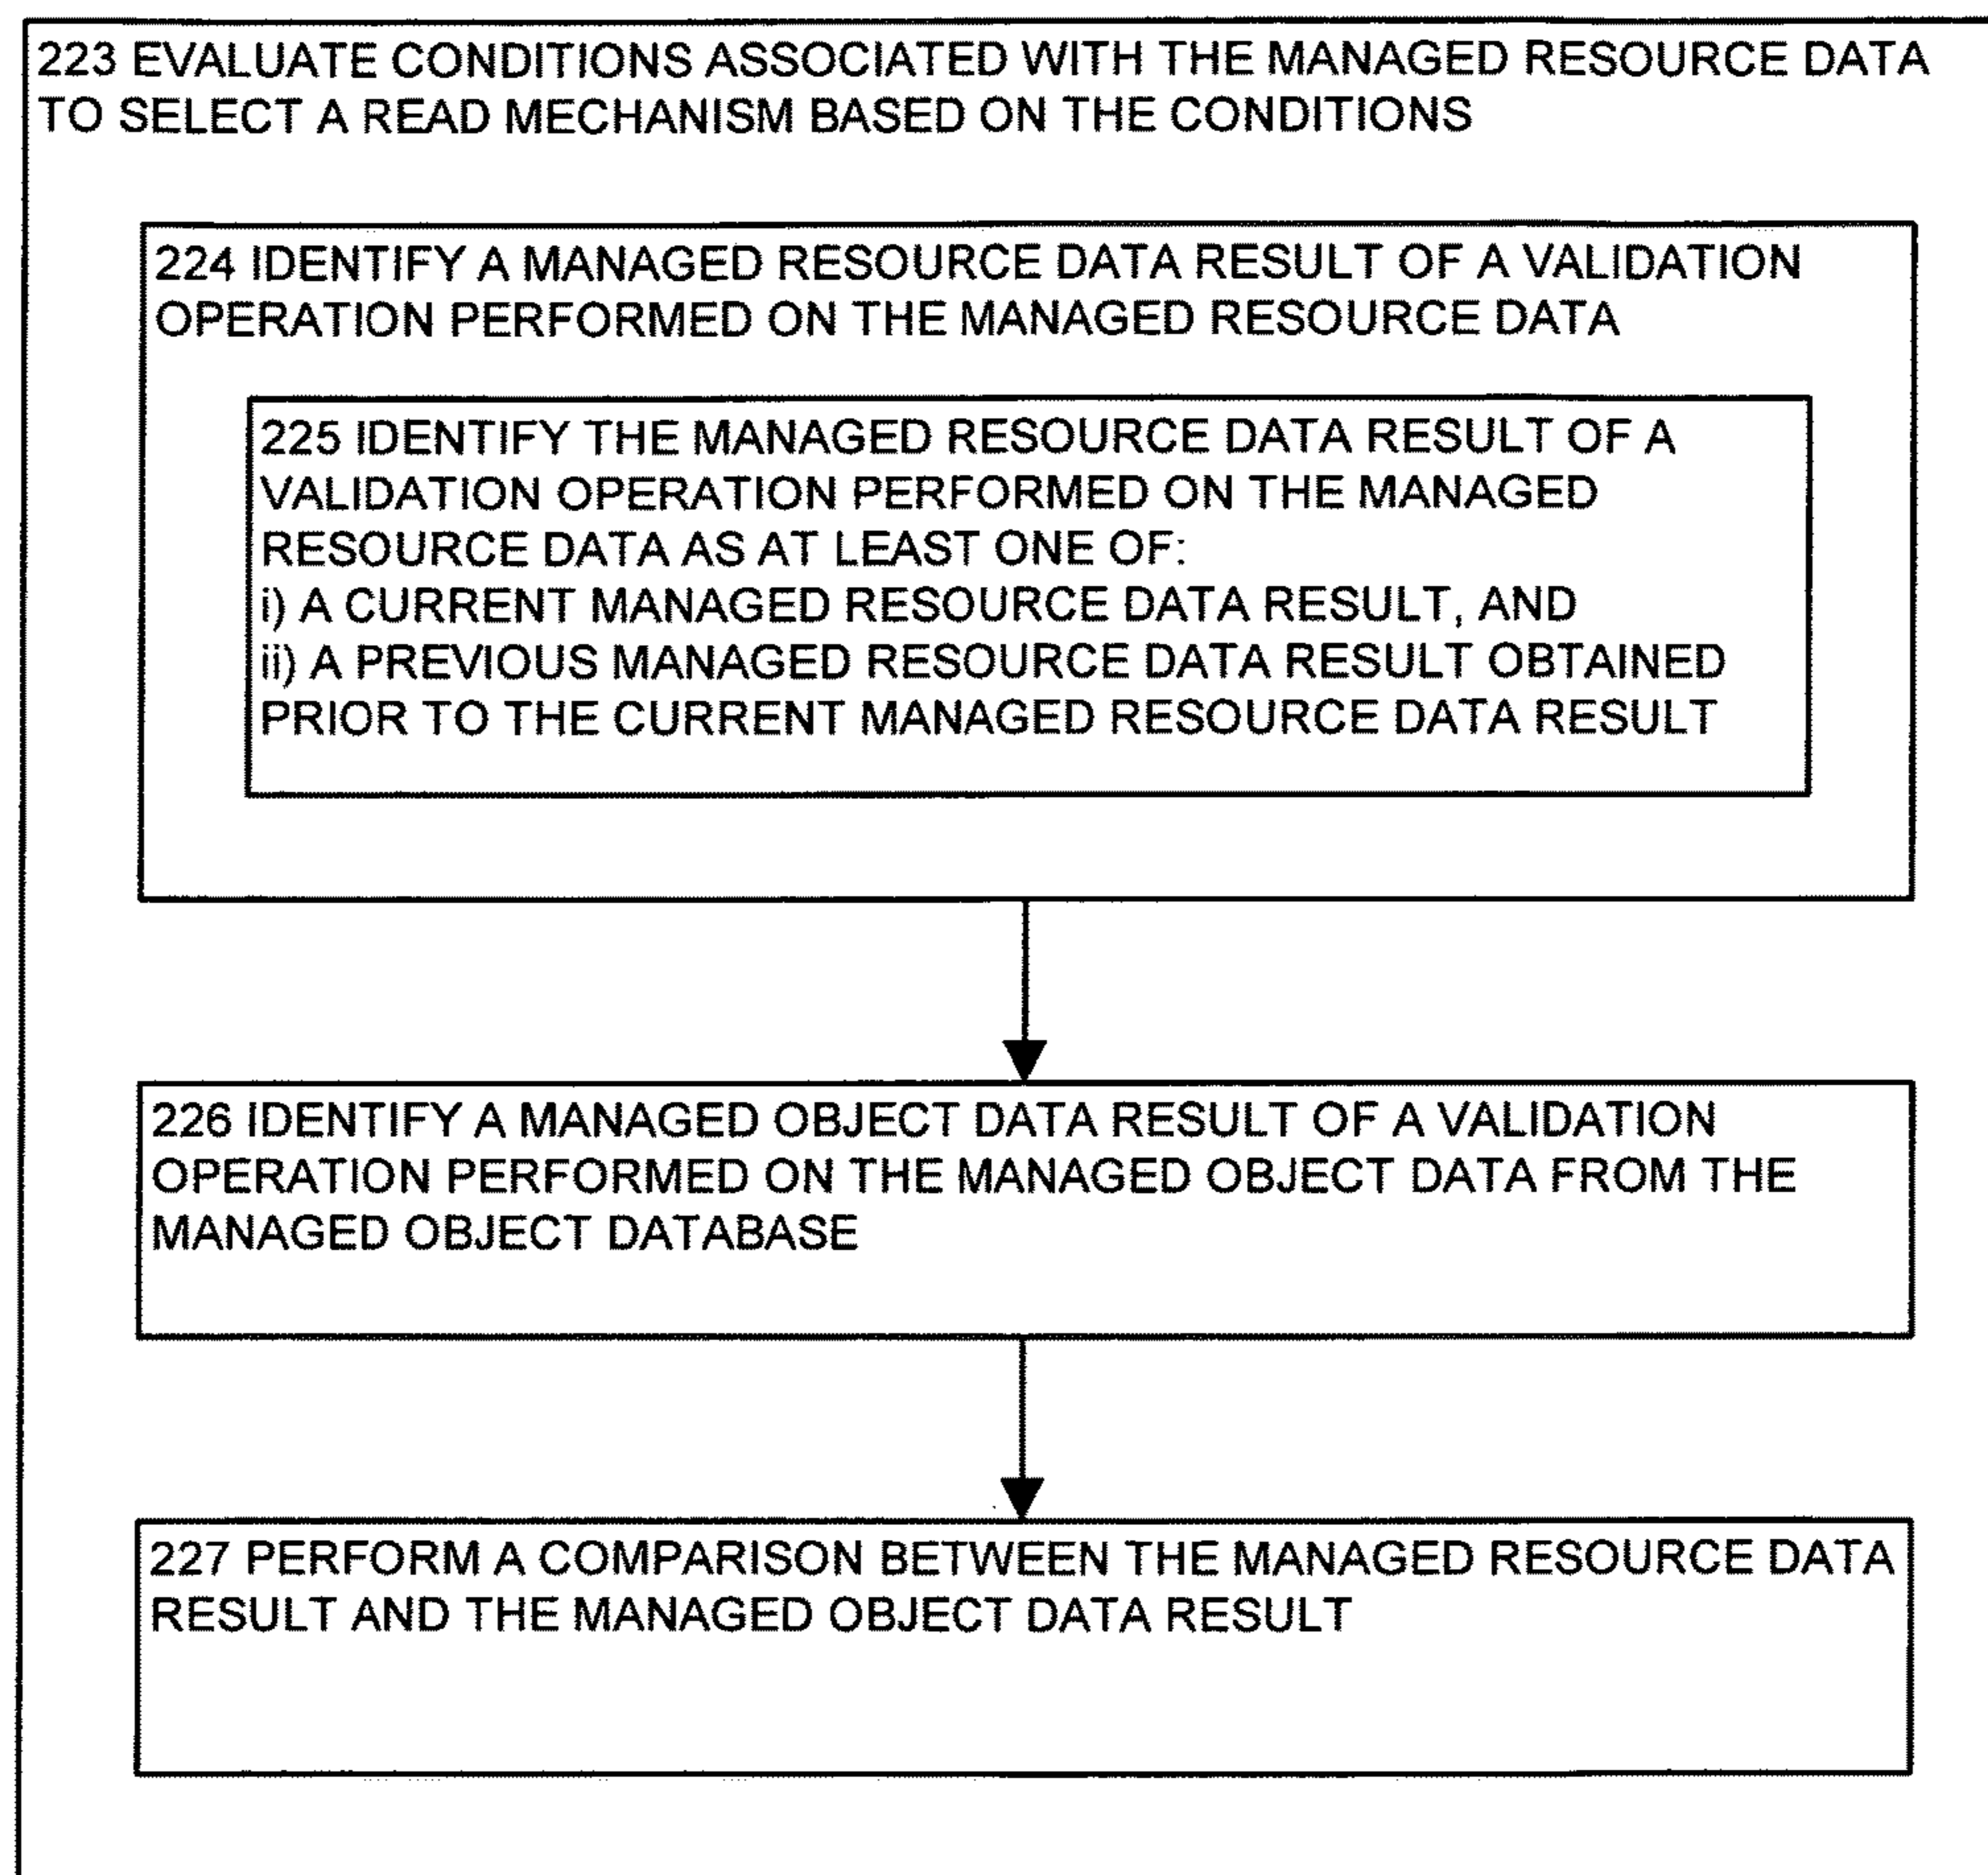 223 EVALUATE CONDITIONS ASSOCIATED WITH THE MANAGED RESOURCE DATA
TO SELECT A READ MECHANISM BASED ON THE CONDITIONS
224 IDENTIFY A MANAGED RESOURCE DATA RESULT OF A VALIDATION
OPERATION PERFORMED ON THE MANAGED RESOURCE DATA
225 IDENTIFY THE MANAGED RESOURCE DATA RESULT OF A
VALIDATION OPERATION PERFORMED ON THE MANAGED
RESOURCE DATA AS AT LEAST ONE OF:
i) A CURRENT MANAGED RESOURCE DATA RESULT, AND
ii) A PREVIOUS MANAGED RESOURCE DATA RESULT OBTAINED
PRIOR TO THE CURRENT MANAGED RESOURCE DATA RESULT
226 IDENTIFY A MANAGED OBJECT DATA RESULT OF A VALIDATION
OPERATION PERFORMED ON THE MANAGED OBJECT DATA FROM THE
MANAGED OBJECT DATABASE
227 PERFORM A COMPARISON BETWEEN THE MANAGED RESOURCE DATA
RESULT AND THE MANAGED OBJECT DATA RESULT